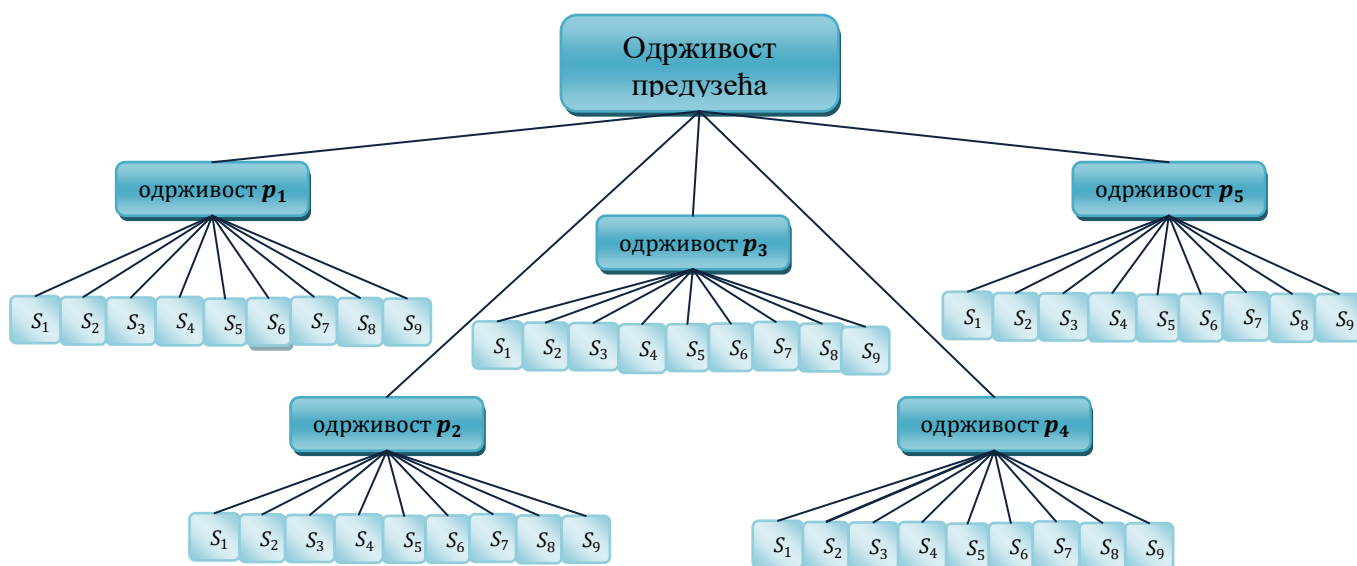 Одрживост
предузећа
одрживост p₁
одрживост p₅
одрживост p₃
S₁ S₂ S₃ S₄ S₅ S₆ S₇ S₈ S₉
S₁ S₂ S₃ S₄ S₅ S₆ S₇ S₈ S₉
S₁ S₂ S₃ S₄ S₅ S₆ S₇ S₈ S₉
одрживост p₂
одрживост p₄
S₁ S₂ S₃ S₄ S₅ S₆ S₇ S₈ S₉
S₁ S₂ S₃ S₄ S₅ S₆ S₇ S₈ S₉